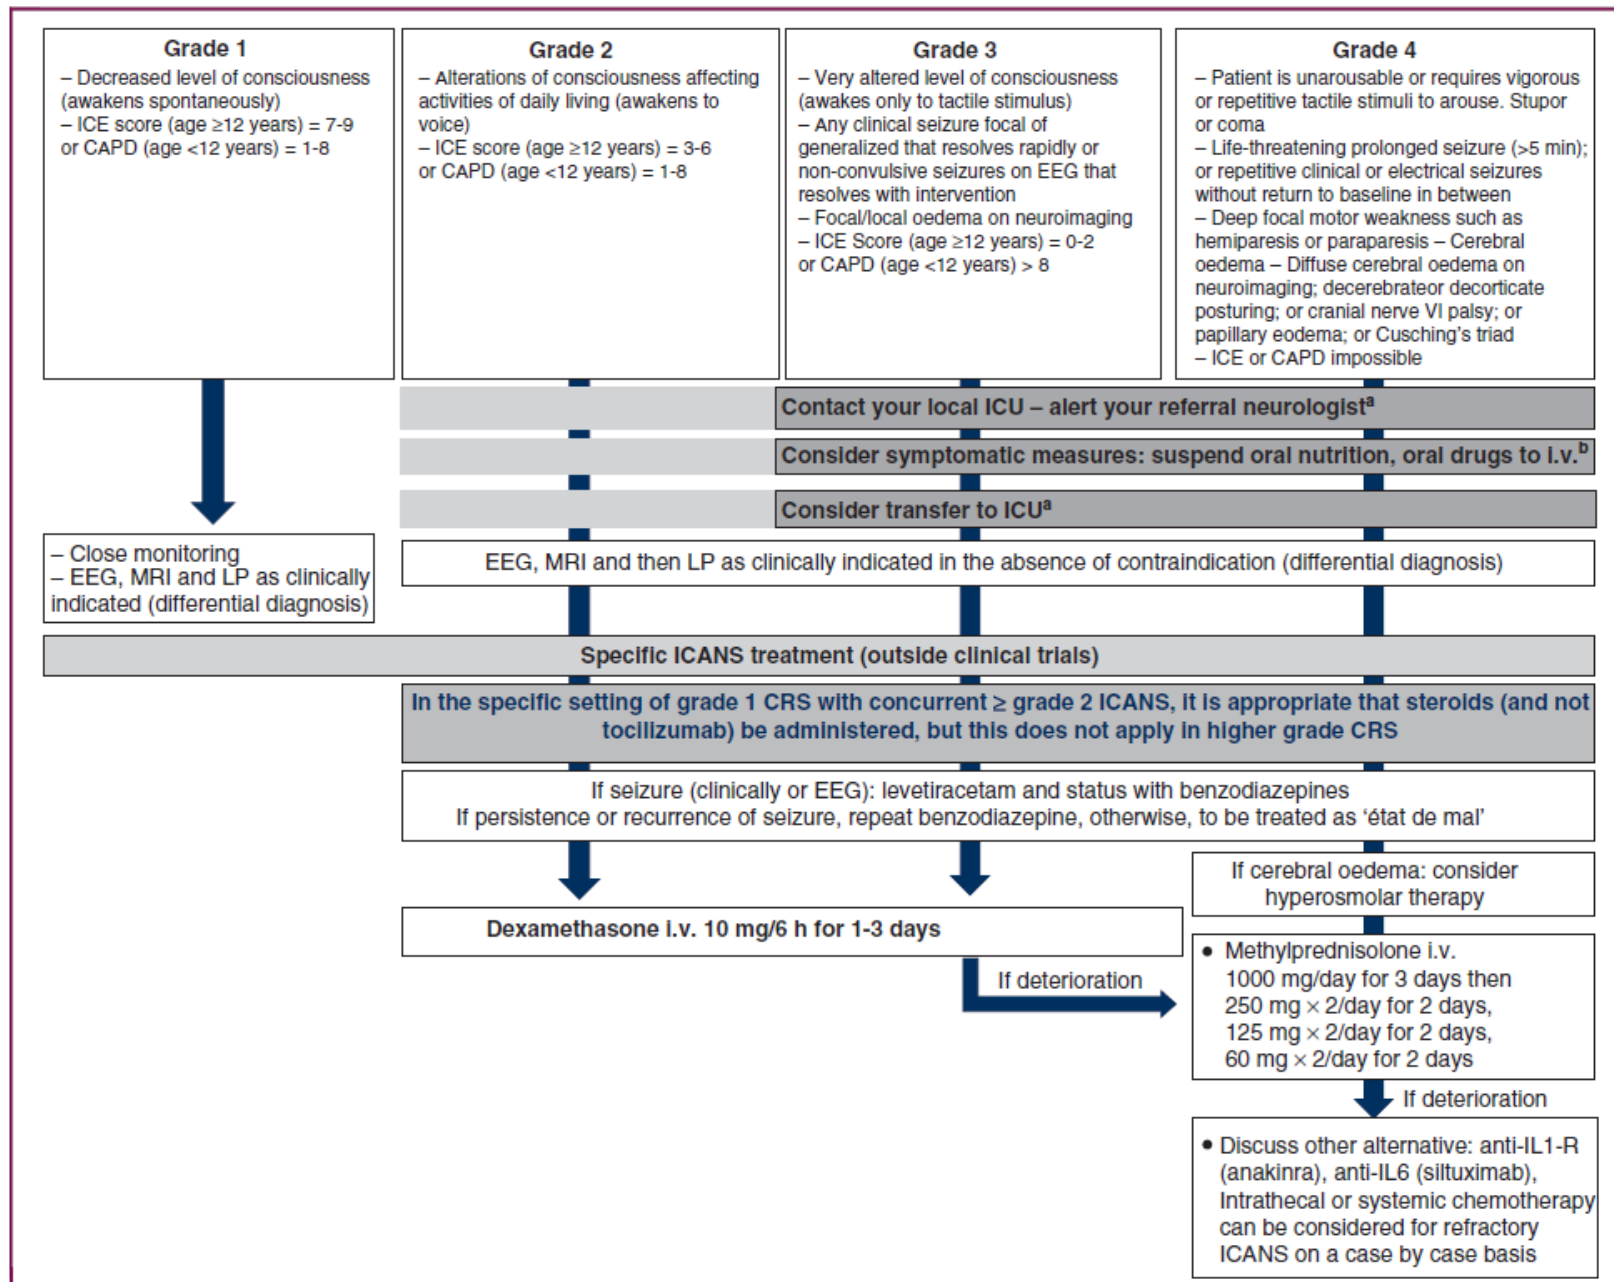 Grade 1
– Decreased level of consciousness
(awakens spontaneously)
– ICE score (age ≥12 years) = 7-9
or CAPD (age <12 years) = 1-8
Grade 2
– Alterations of consciousness affecting
activities of daily living (awakens to
voice)
– ICE score (age ≥12 years) = 3-6
or CAPD (age <12 years) = 1-8
Grade 3
– Very altered level of consciousness
(awakes only to tactile stimulus)
– Any clinical seizure focal of
generalized that resolves rapidly or
non-convulsive seizures on EEG that
resolves with intervention
– Focal/local oedema on neuroimaging
– ICE Score (age ≥12 years) = 0-2
or CAPD (age <12 years) > 8
Grade 4
– Patient is unarousable or requires vigorous
or repetitive tactile stimuli to arouse. Stupor
or coma
– Life-threatening prolonged seizure (>5 min);
or repetitive clinical or electrical seizures
without return to baseline in between
– Deep focal motor weakness such as
hemiparesis or paraparesis – Cerebral
oedema – Diffuse cerebral oedema on
neuroimaging; decerebrateor decorticate
posturing; or cranial nerve VI palsy; or
papillary eodema; or Cusching's triad
– ICE or CAPD impossible
Contact your local ICU – alert your referral neurologistᵃ
Consider symptomatic measures: suspend oral nutrition, oral drugs to i.v.ᵇ
Consider transfer to ICUᵃ
– Close monitoring
– EEG, MRI and LP as clinically
indicated (differential diagnosis)
EEG, MRI and then LP as clinically indicated in the absence of contraindication (differential diagnosis)
Specific ICANS treatment (outside clinical trials)
In the specific setting of grade 1 CRS with concurrent ≥ grade 2 ICANS, it is appropriate that steroids (and not
tocilizumab) be administered, but this does not apply in higher grade CRS
If seizure (clinically or EEG): levetiracetam and status with benzodiazepines
If persistence or recurrence of seizure, repeat benzodiazepine, otherwise, to be treated as 'état de mal'
If cerebral oedema: consider
hyperosmolar therapy
Dexamethasone i.v. 10 mg/6 h for 1-3 days
If deterioration
• Methylprednisolone i.v.
1000 mg/day for 3 days then
250 mg × 2/day for 2 days,
125 mg × 2/day for 2 days,
60 mg × 2/day for 2 days
If deterioration
• Discuss other alternative: anti-IL1-R
(anakinra), anti-IL6 (siltuximab),
Intrathecal or systemic chemotherapy
can be considered for refractory
ICANS on a case by case basis